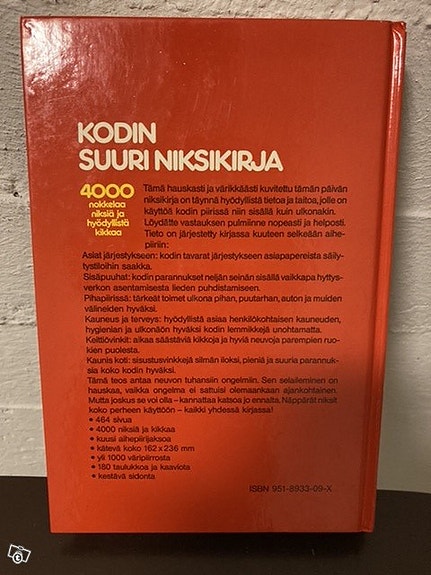 KODIN
SUURI NIKSIKIRJA
4000
nokkelaa
niksiä ja
hyödyllistä
kikkaa
Tämä hauskasti ja värikkäästi kuvitettu tämän päivän
niksikirja on täynnä hyödyllistä tietoa ja taitoa, jolle on
käyttöä kodin piirissä niin sisällä kuin ulkonakin.
Löydätte vastauksen pulmiinne nopeasti ja helposti.
Tieto on järjestetty kirjassa kuuteen selkeään aihe-
piiriin:
Asiat järjestykseen: kodin tavarat järjestykseen asiapapereista säily-
tystiloihin saakka.
Sisäpuuhat: kodin parannukset neljän seinän sisällä vaikkapa hyttys-
verkon asentamisesta lieden puhdistamiseen.
Pihapiirissä: tärkeät toimet ulkona pihan, puutarhan, auton ja muiden
välineiden hyväksi.
Kauneus ja terveys: hyödyllistä asiaa henkilökohtaisen kauneuden,
hygienian ja ulkonäön hyväksi kodin lemmikkejä unohtamatta.
Keittiövinkit: aikaa säästäviä kikkoja ja hyviä neuvoja parempien ruo-
kien puolesta.
Kaunis koti: sisustusvinkkejä silmän iloksi, pieniä ja suuria parannuk-
sia koko kodin hyväksi.
Tämä teos antaa neuvon tuhansiin ongelmiin. Sen selaileminen on
hauskaa, vaikka ongelma ei sattuisi olemaankaan ajankohtainen.
Mutta joskus se voi olla – kannattaa katsoa jo ennalta. Näppärät niksit
koko perheen käyttöön – kaikki yhdessä kirjassa!
• 464 sivua
• 4000 niksiä ja kikkaa
• kuusi aihepiirijaksoa
• kätevä koko 162 x 236 mm
• yli 1000 väripiirrosta
• 180 taulukkoa ja kaaviota
• kestävä sidonta
ISBN 951-8933-09-X